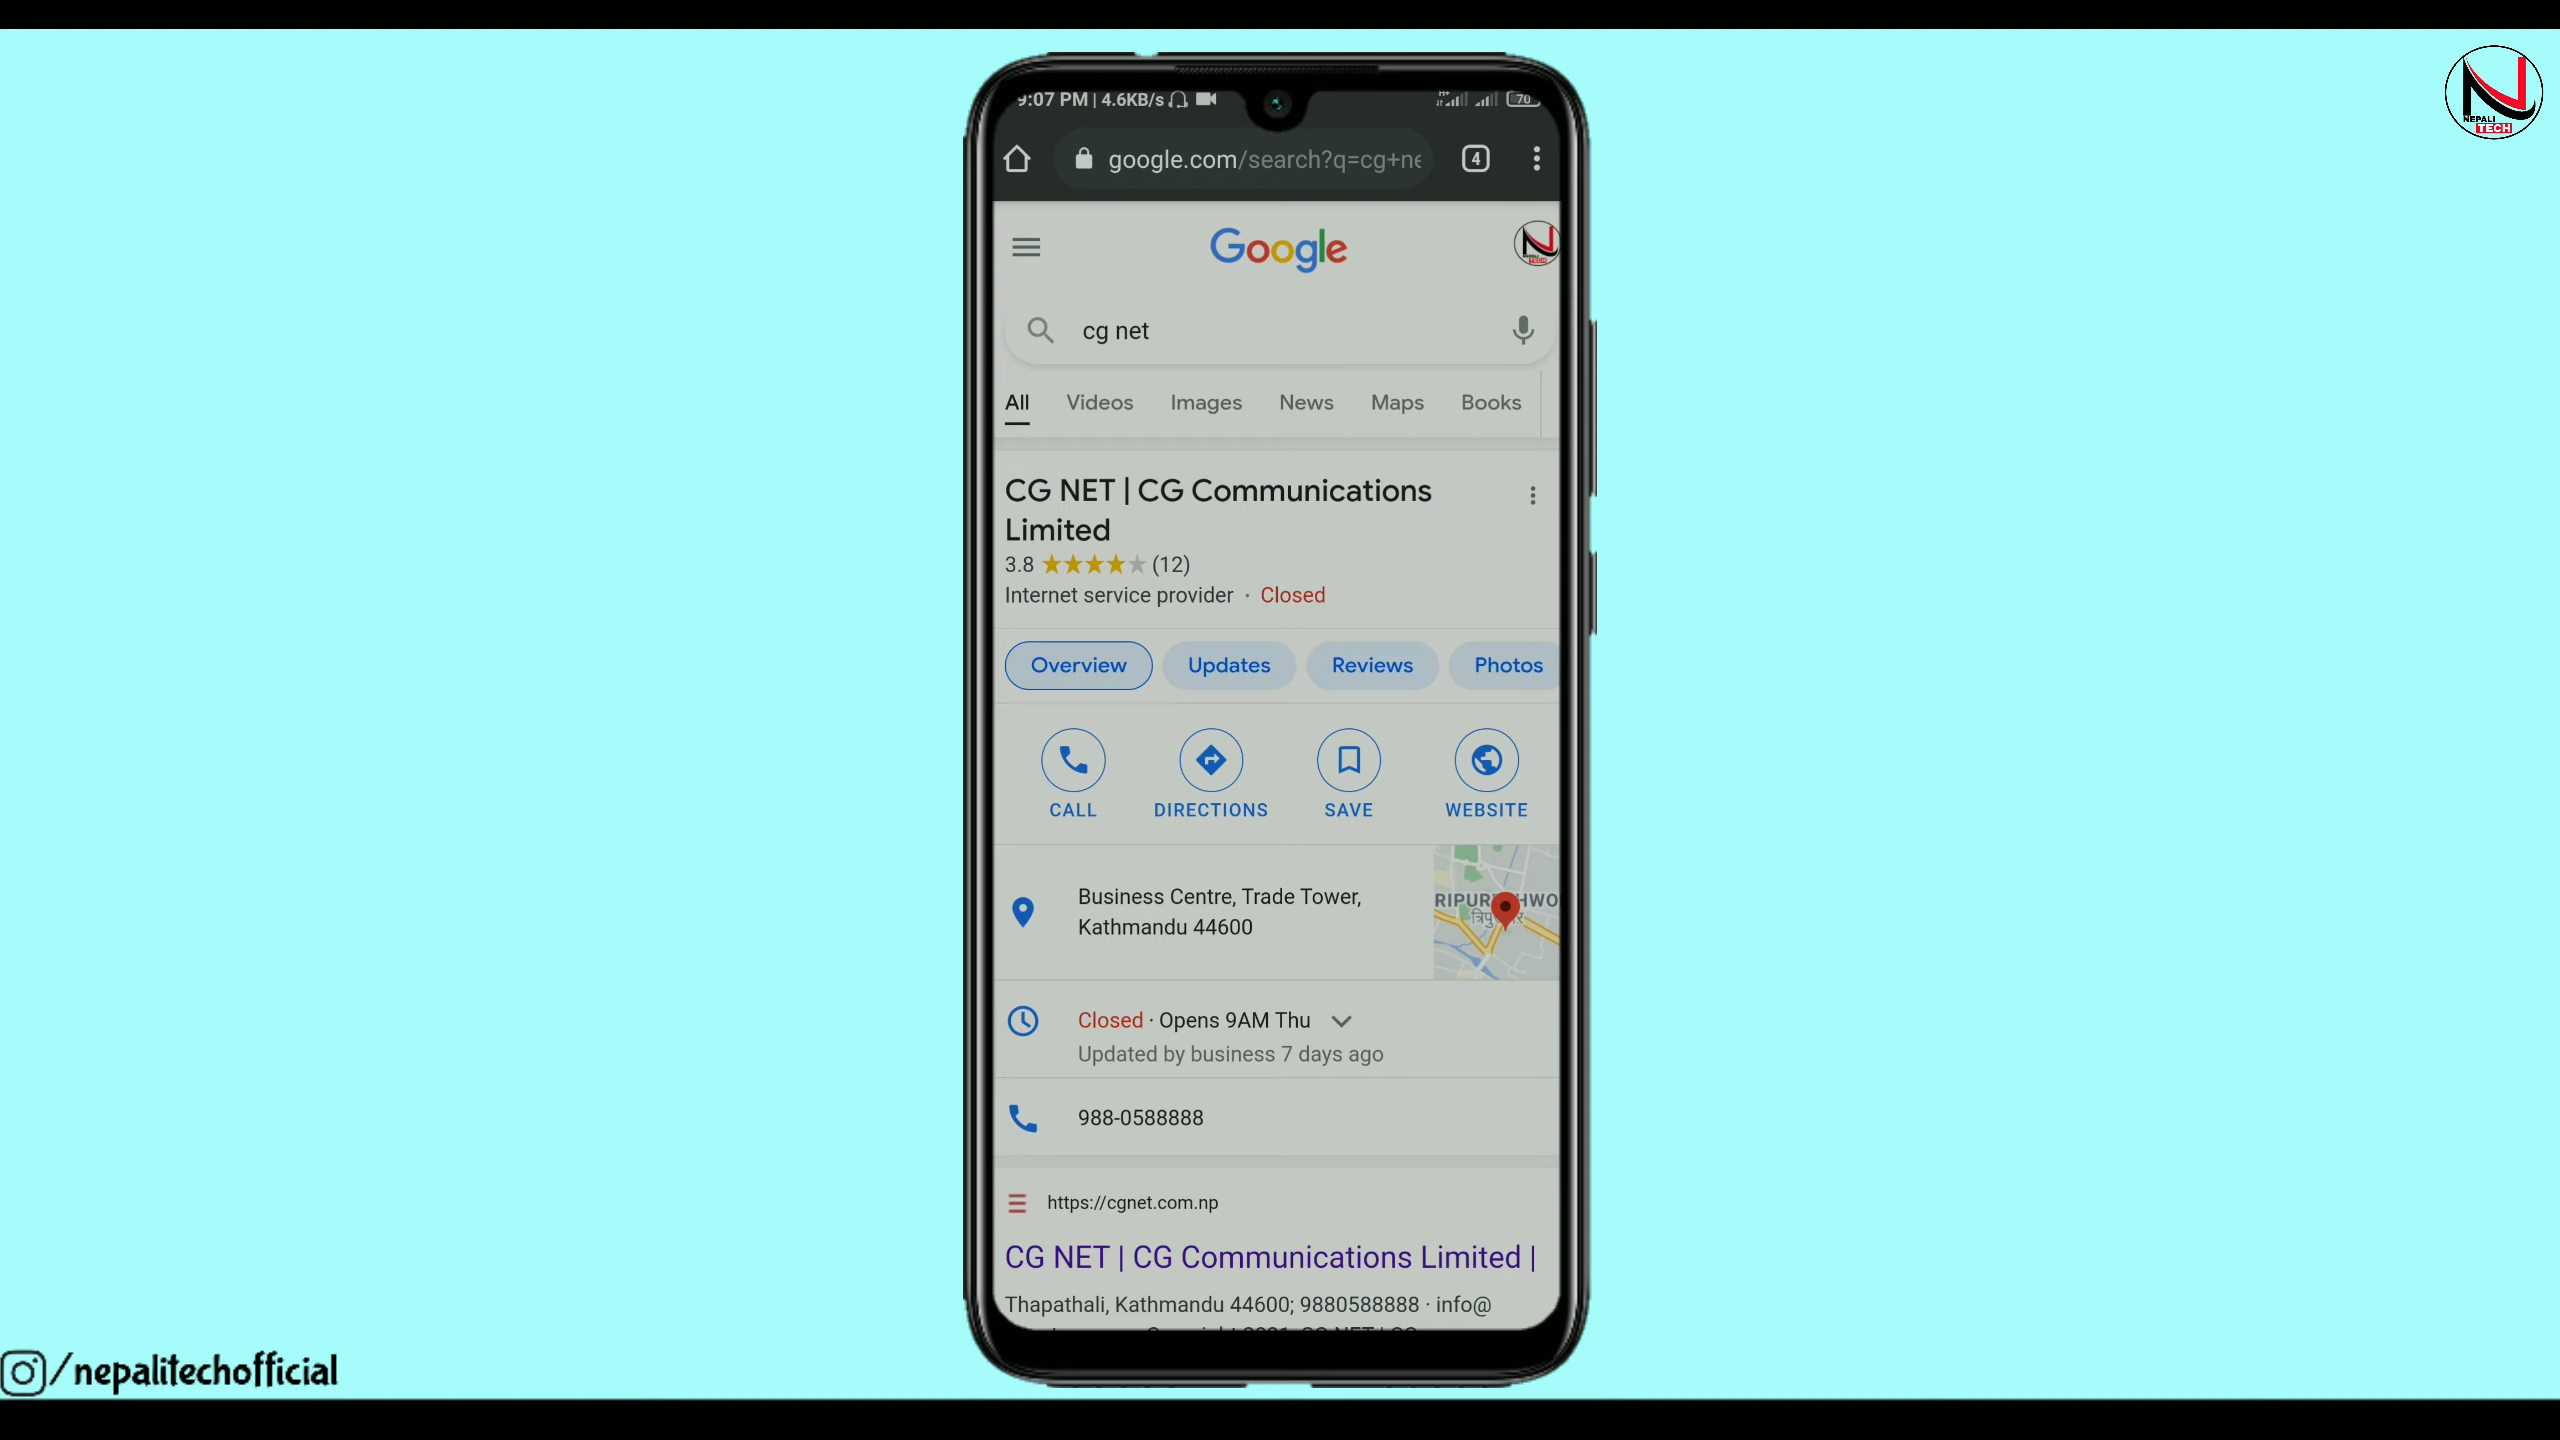 NEPALI
TECH
9:07 PM | 4.6KB/s
70
google.com/search?q=cg+ne
4
Google
cg net
All Videos Images News Maps Books
CG NET | CG Communications
Limited
3.8 (12)
Internet service provider · Closed
Overview Updates Reviews Photos
CALL DIRECTIONS SAVE WEBSITE
Business Centre, Trade Tower,
Kathmandu 44600
Closed · Opens 9AM Thu
Updated by business 7 days ago
988-0588888
https://cgnet.com.np
CG NET | CG Communications Limited |
Thapathali, Kathmandu 44600; 9880588888 · info@
/nepalitechofficial